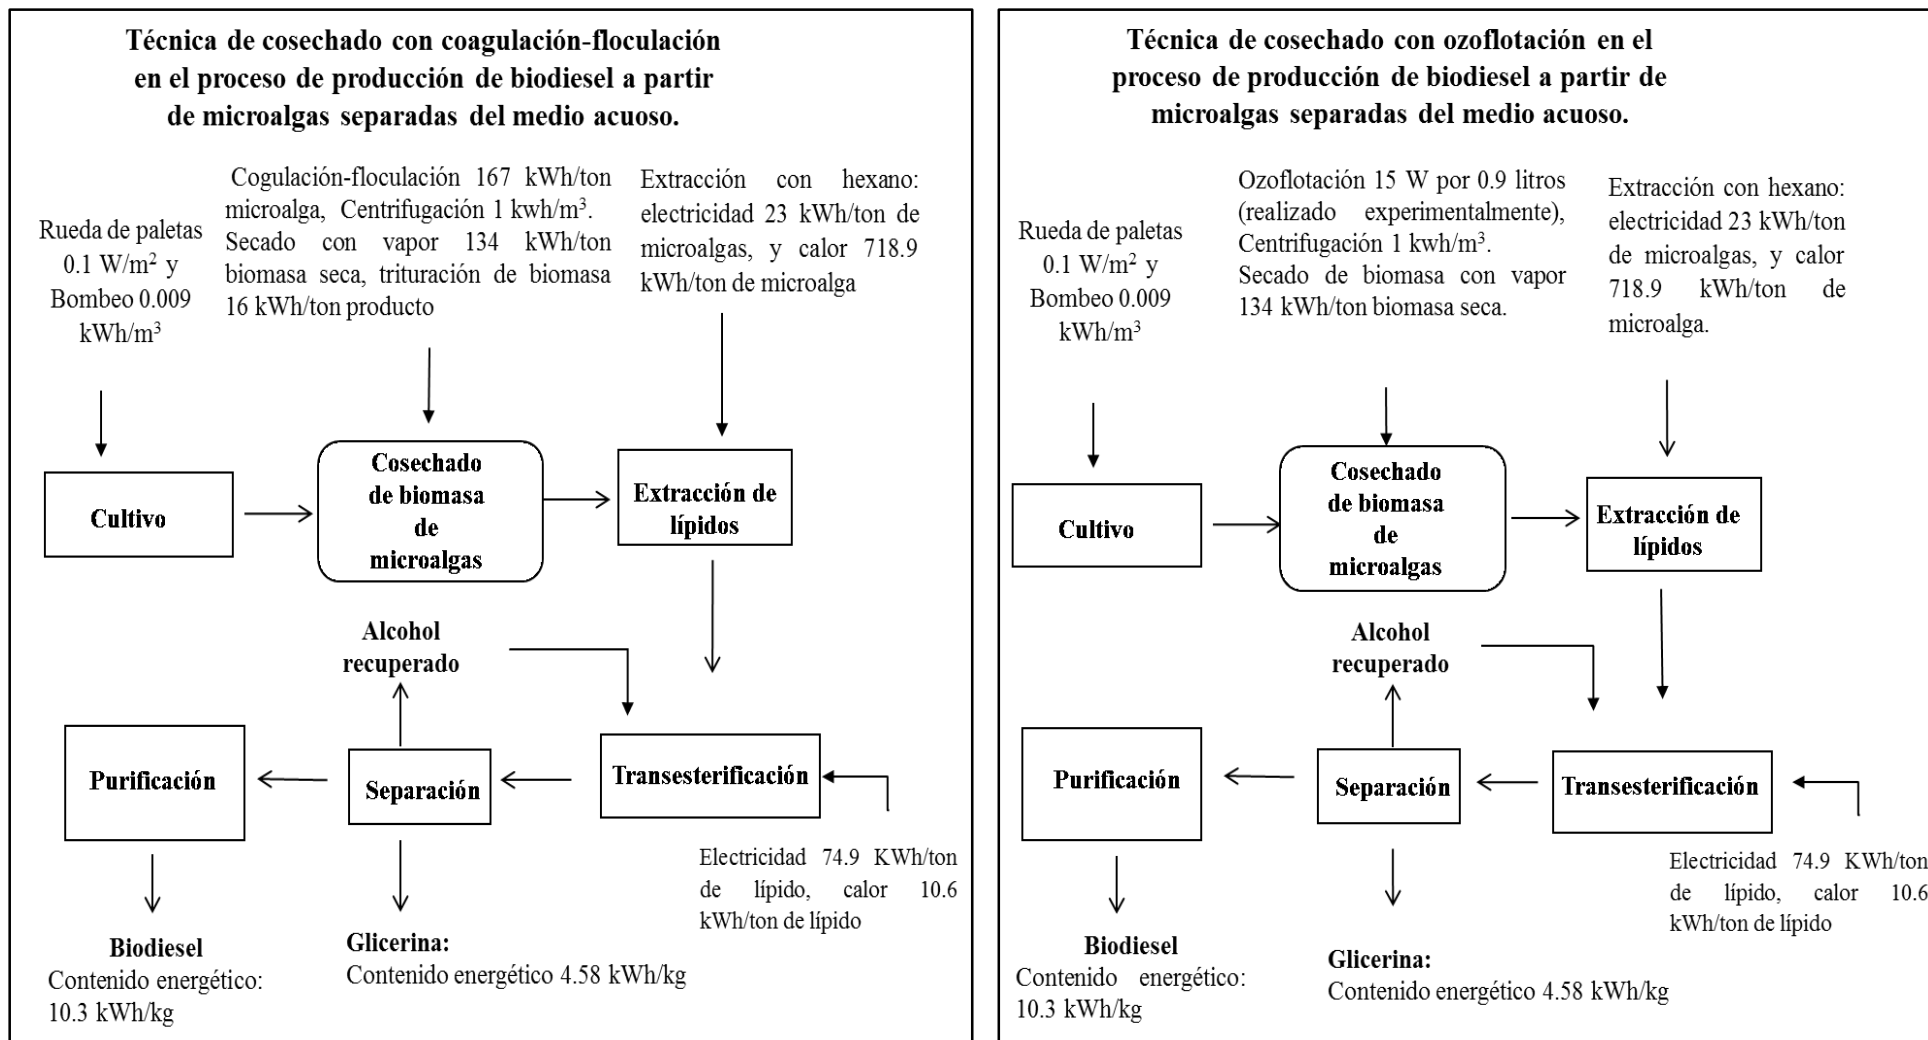 Técnica de cosechado con coagulación-floculación
en el proceso de producción de biodiesel a partir
de microalgas separadas del medio acuoso.
Rueda de paletas
0.1 W/m² y
Bombeo 0.009
kWh/m³
Cogulación-floculación 167 kWh/ton
microalga, Centrifugación 1 kwh/m³.
Secado con vapor 134 kWh/ton
biomasa seca, trituración de biomasa
16 kWh/ton producto
Extracción con hexano:
electricidad 23 kWh/ton de
microalgas, y calor 718.9
kWh/ton de microalga
Cultivo
Cosechado
de biomasa
de
microalgas
Extracción de
lípidos
Alcohol
recuperado
Purificación
Separación
Transesterificación
Electricidad 74.9 KWh/ton
de lípido, calor 10.6
kWh/ton de lípido
Biodiesel
Contenido energético:
10.3 kWh/kg
Glicerina:
Contenido energético 4.58 kWh/kg
Técnica de cosechado con ozoflotación en el
proceso de producción de biodiesel a partir de
microalgas separadas del medio acuoso.
Rueda de paletas
0.1 W/m² y
Bombeo 0.009
kWh/m³
Ozoflotación 15 W por 0.9 litros
(realizado experimentalmente),
Centrifugación 1 kwh/m³.
Secado de biomasa con vapor
134 kWh/ton biomasa seca.
Extracción con hexano:
electricidad 23 kWh/ton
de microalgas, y calor
718.9 kWh/ton de
microalga.
Cultivo
Cosechado
de biomasa
de
microalgas
Extracción de
lípidos
Alcohol
recuperado
Purificación
Separación
Transesterificación
Electricidad 74.9 KWh/ton
de lípido, calor 10.6
kWh/ton de lípido
Biodiesel
Contenido energético:
10.3 kWh/kg
Glicerina:
Contenido energético 4.58 kWh/kg